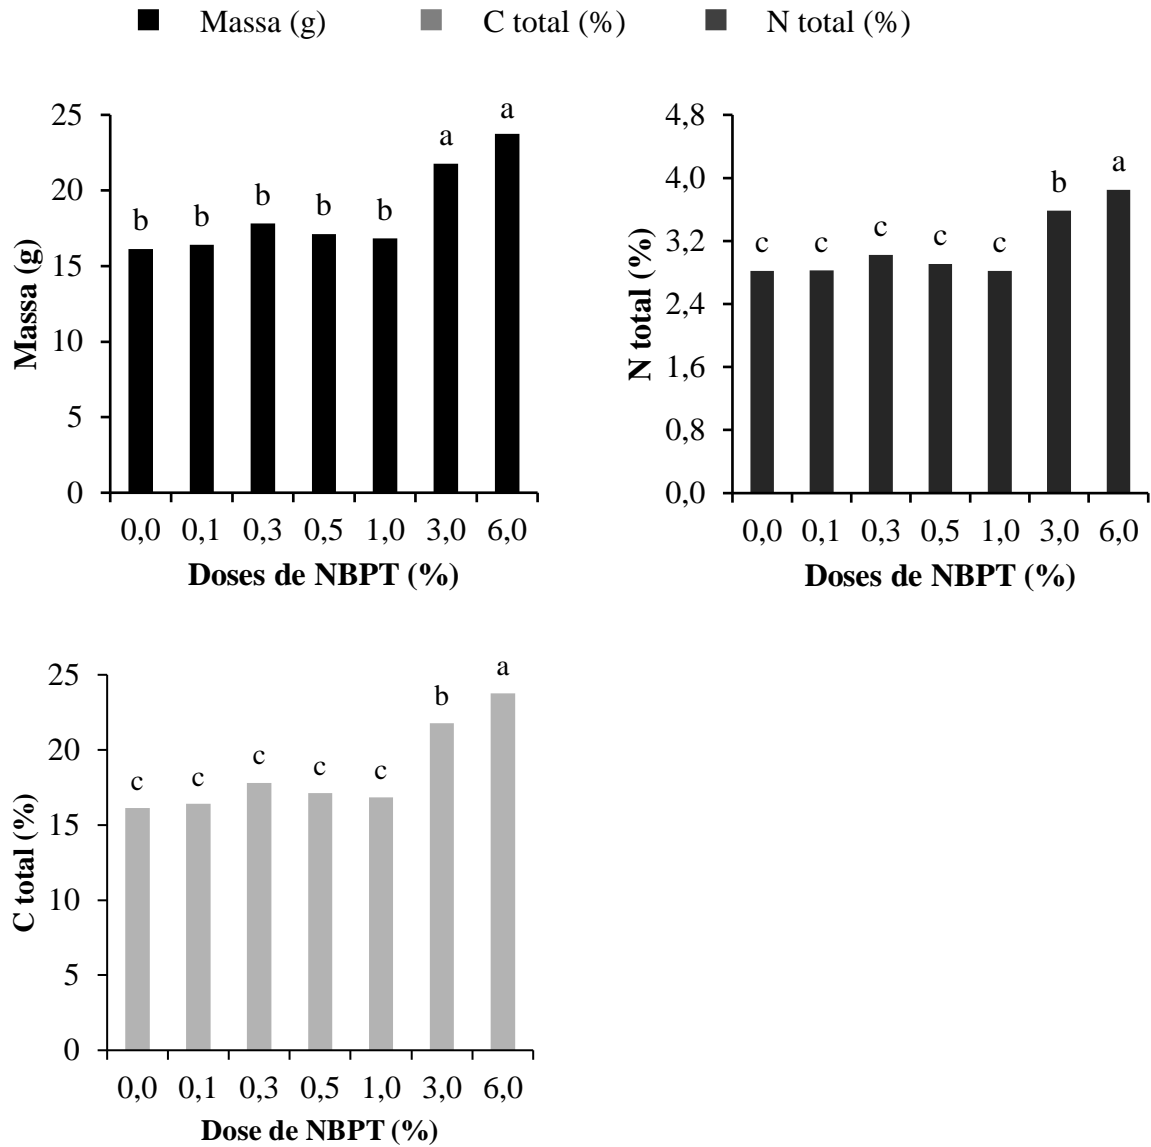 Massa (g) C total (%) N total (%)
25
20
15
10
5
0
Massa (g)
b b b b b a a
0,0 0,1 0,3 0,5 1,0 3,0 6,0
Doses de NBPT (%)
4,8
4,0
3,2
2,4
1,6
0,8
0,0
N total (%)
c c c c c b a
0,0 0,1 0,3 0,5 1,0 3,0 6,0
Doses de NBPT (%)
25
20
15
10
5
0
C total (%)
c c c c c b a
0,0 0,1 0,3 0,5 1,0 3,0 6,0
Dose de NBPT (%)